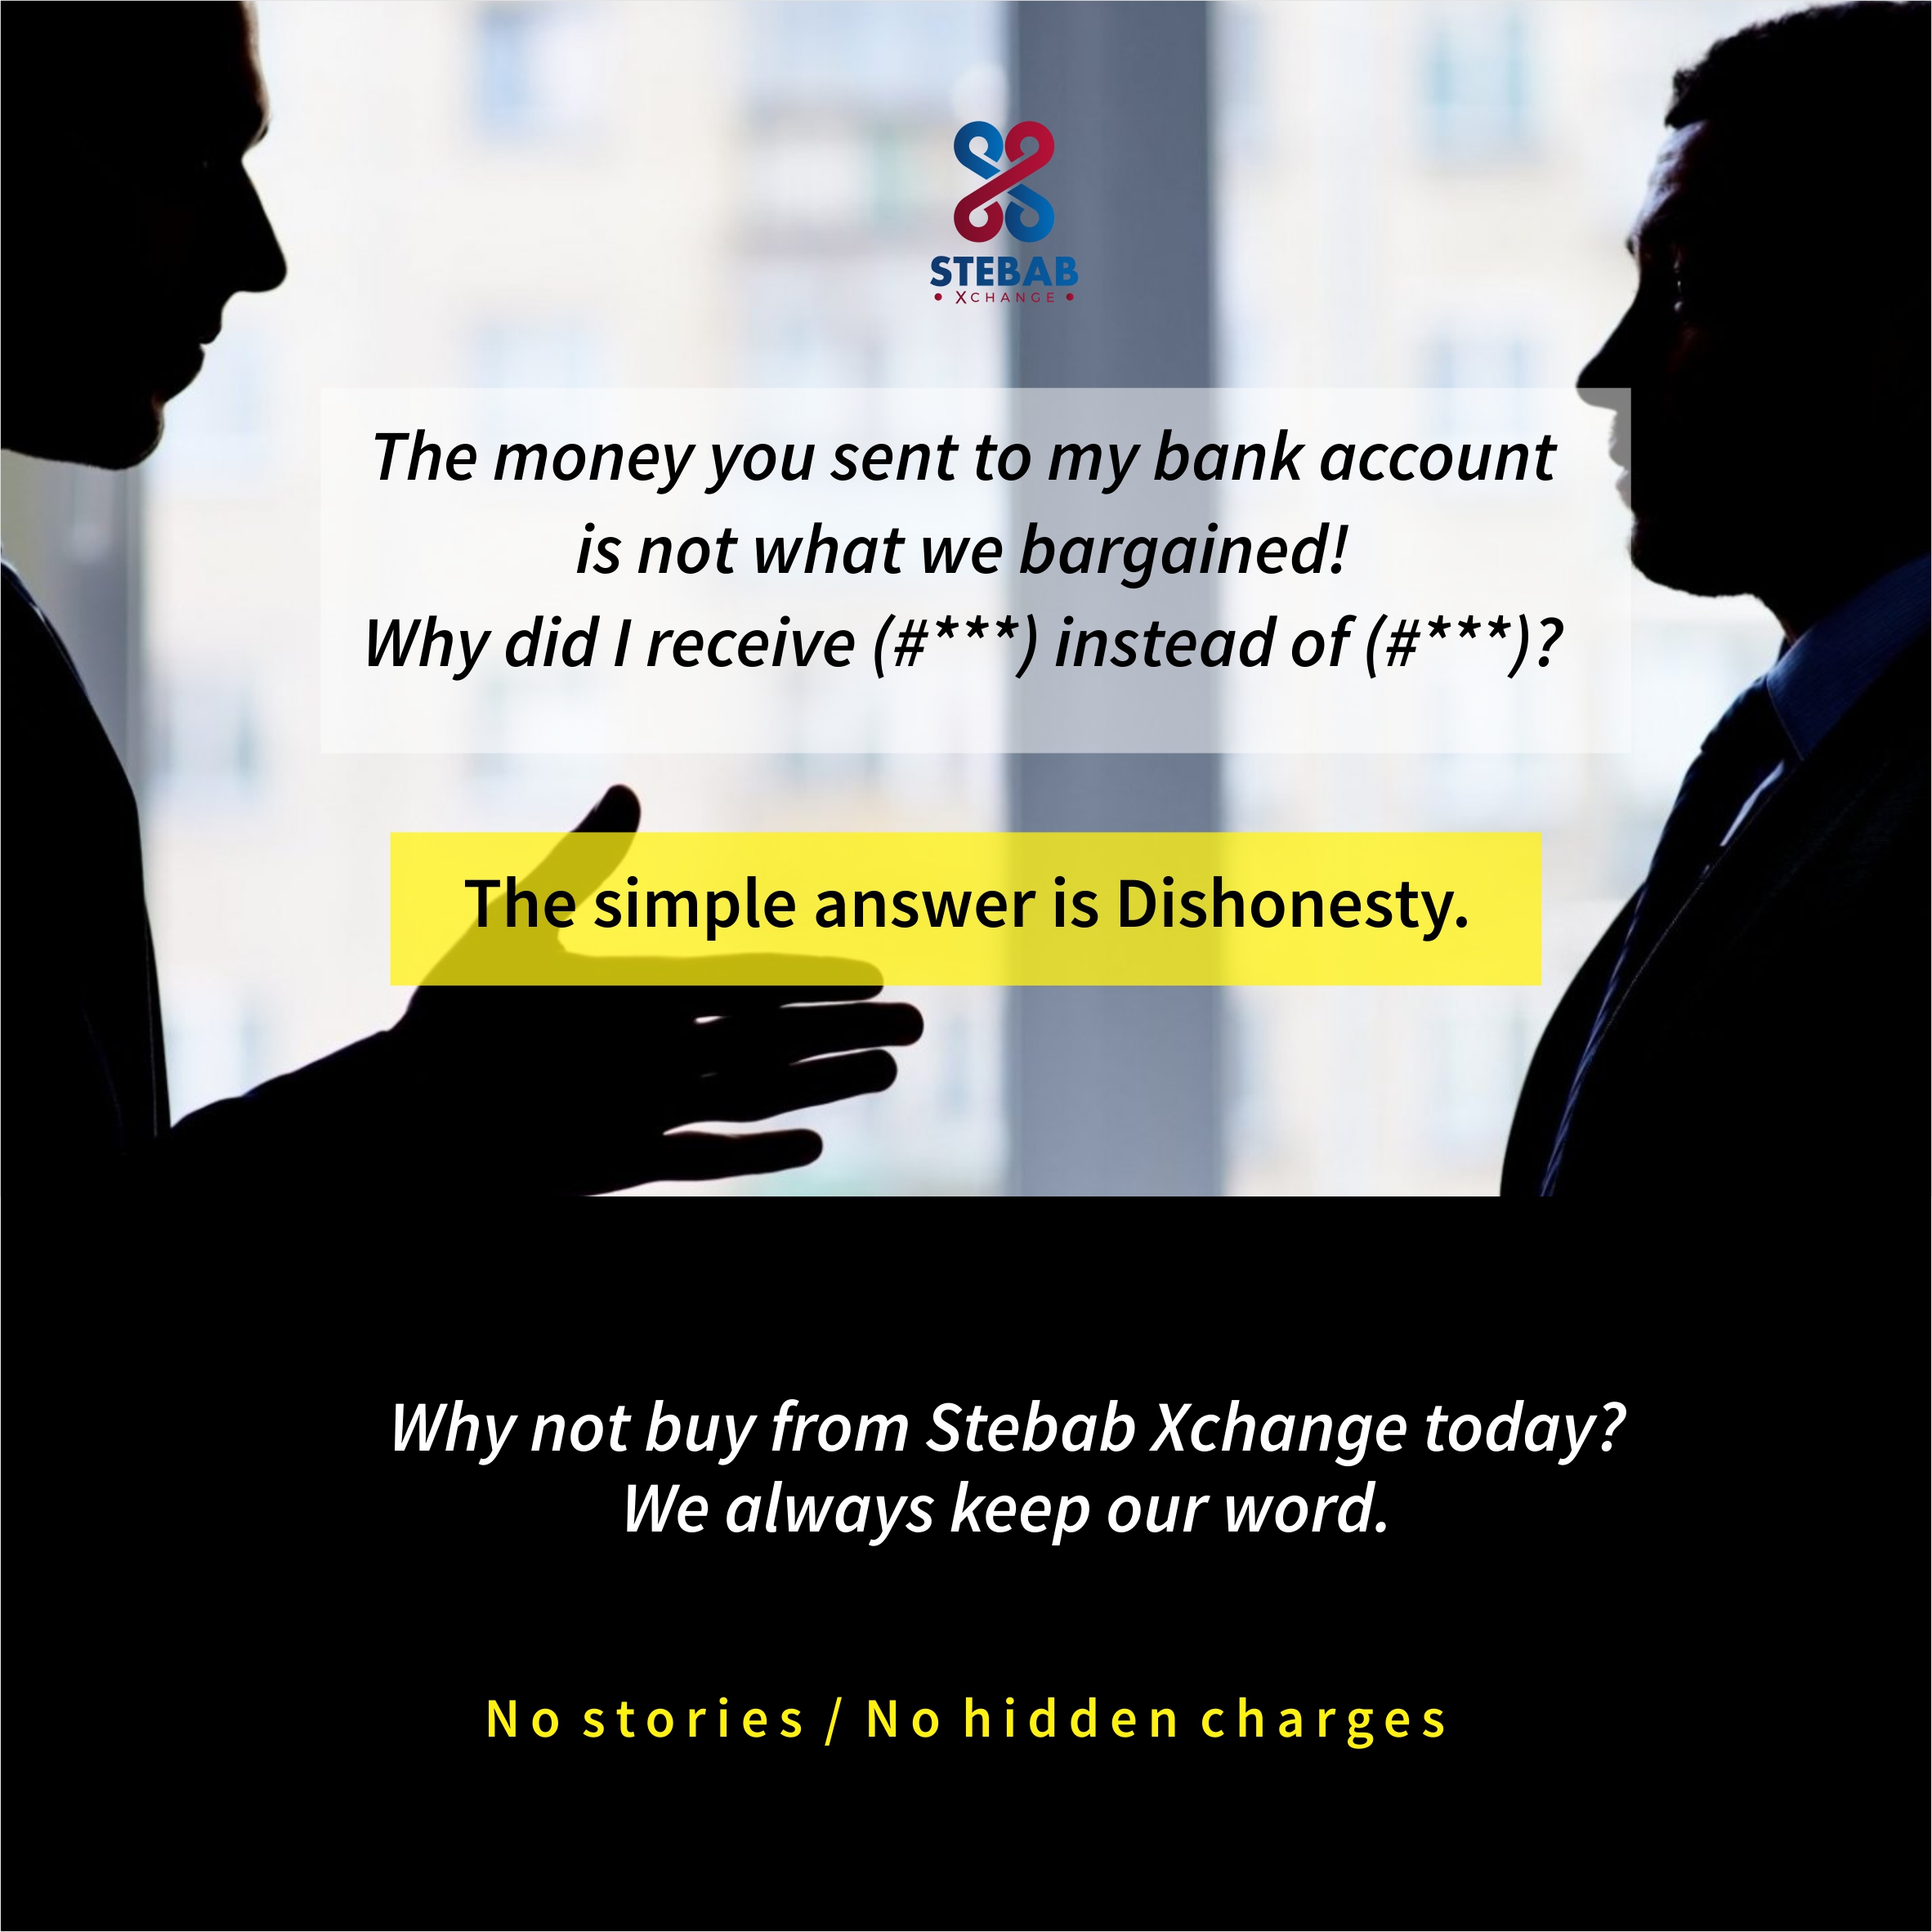 STEBAB
• XCHANGE •
The money you sent to my bank account
is not what we bargained!
Why did I receive (#***) instead of (#***)?
The simple answer is Dishonesty.
Why not buy from Stebab Xchange today?
We always keep our word.
No stories / No hidden charges